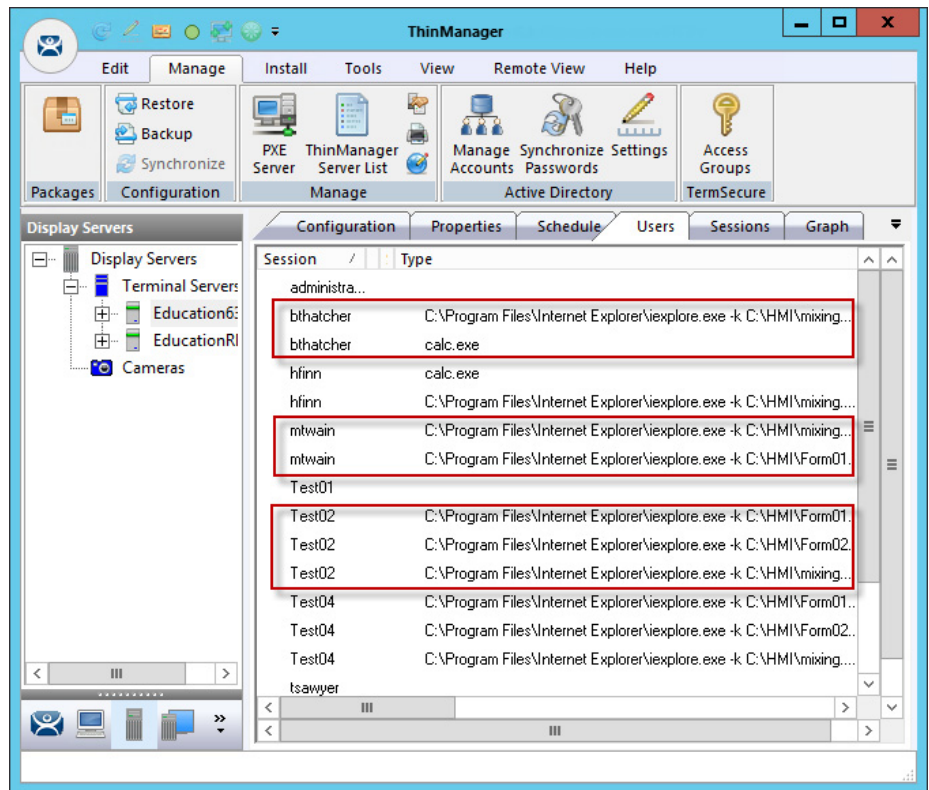 ThinManager
Edit Manage Install Tools View Remote View Help
Restore
Backup
Synchronize
PXE Server
ThinManager Server List
Manage Accounts
Synchronize Passwords
Settings
Access Groups
Packages Configuration Manage Active Directory TermSecure
Display Servers
Configuration Properties Schedule Users Sessions Graph
Display Servers
Terminal Servers
Education6
EducationR
Cameras
Session / Type
administra...
bthatcher C:\Program Files\Internet Explorer\iexplore.exe -k C:\HMI\mixing...
bthatcher calc.exe
hfinn calc.exe
hfinn C:\Program Files\Internet Explorer\iexplore.exe -k C:\HMI\mixing....
mtwain C:\Program Files\Internet Explorer\iexplore.exe -k C:\HMI\mixing...
mtwain C:\Program Files\Internet Explorer\iexplore.exe -k C:\HMI\Form01.
Test01
Test02 C:\Program Files\Internet Explorer\iexplore.exe -k C:\HMI\Form01.
Test02 C:\Program Files\Internet Explorer\iexplore.exe -k C:\HMI\Form02.
Test02 C:\Program Files\Internet Explorer\iexplore.exe -k C:\HMI\mixing...
Test04 C:\Program Files\Internet Explorer\iexplore.exe -k C:\HMI\Form01..
Test04 C:\Program Files\Internet Explorer\iexplore.exe -k C:\HMI\Form02..
Test04 C:\Program Files\Internet Explorer\iexplore.exe -k C:\HMI\mixing....
tsawyer